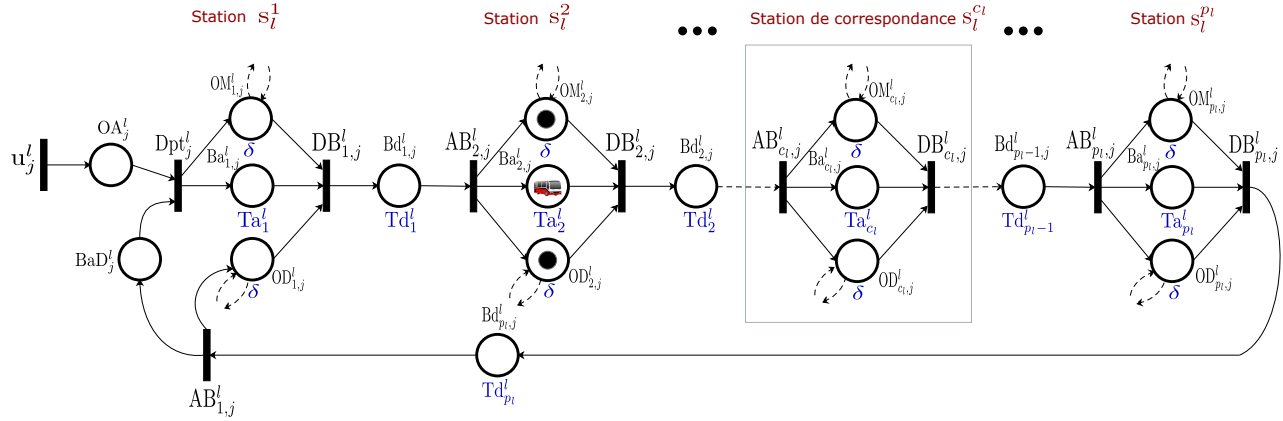 Station s_l^1
Station s_l^2
•••
Station de correspondance s_l^{c_l}
•••
Station s_l^{p_l}
OM_{1,j}^l
OM_{2,j}^l
OM_{c_l,j}^l
OM_{p_l,j}^l
u_j^l
OA_j^l
Dpt_j^l
δ
Ba_{1,j}^l
DB_{1,j}^l
Bd_{1,j}^l
AB_{2,j}^l
δ
Ba_{2,j}^l
DB_{2,j}^l
Bd_{2,j}^l
AB_{c_l,j}^l
δ
Ba_{c_l,j}^l
DB_{c_l,j}^l
Bd_{p_l-1,j}^l
AB_{p_l,j}^l
δ
Ba_{p_l,j}^l
DB_{p_l,j}^l
Ta_1^l
Td_1^l
Ta_2^l
Td_2^l
Ta_{c_l}^l
Td_{p_l-1}^l
Ta_{p_l}^l
BaD_j^l
OD_{1,j}^l
δ
OD_{2,j}^l
δ
OD_{c_l,j}^l
δ
OD_{p_l,j}^l
δ
Bd_{p_l,j}^l
Td_{p_l}^l
AB_{1,j}^l